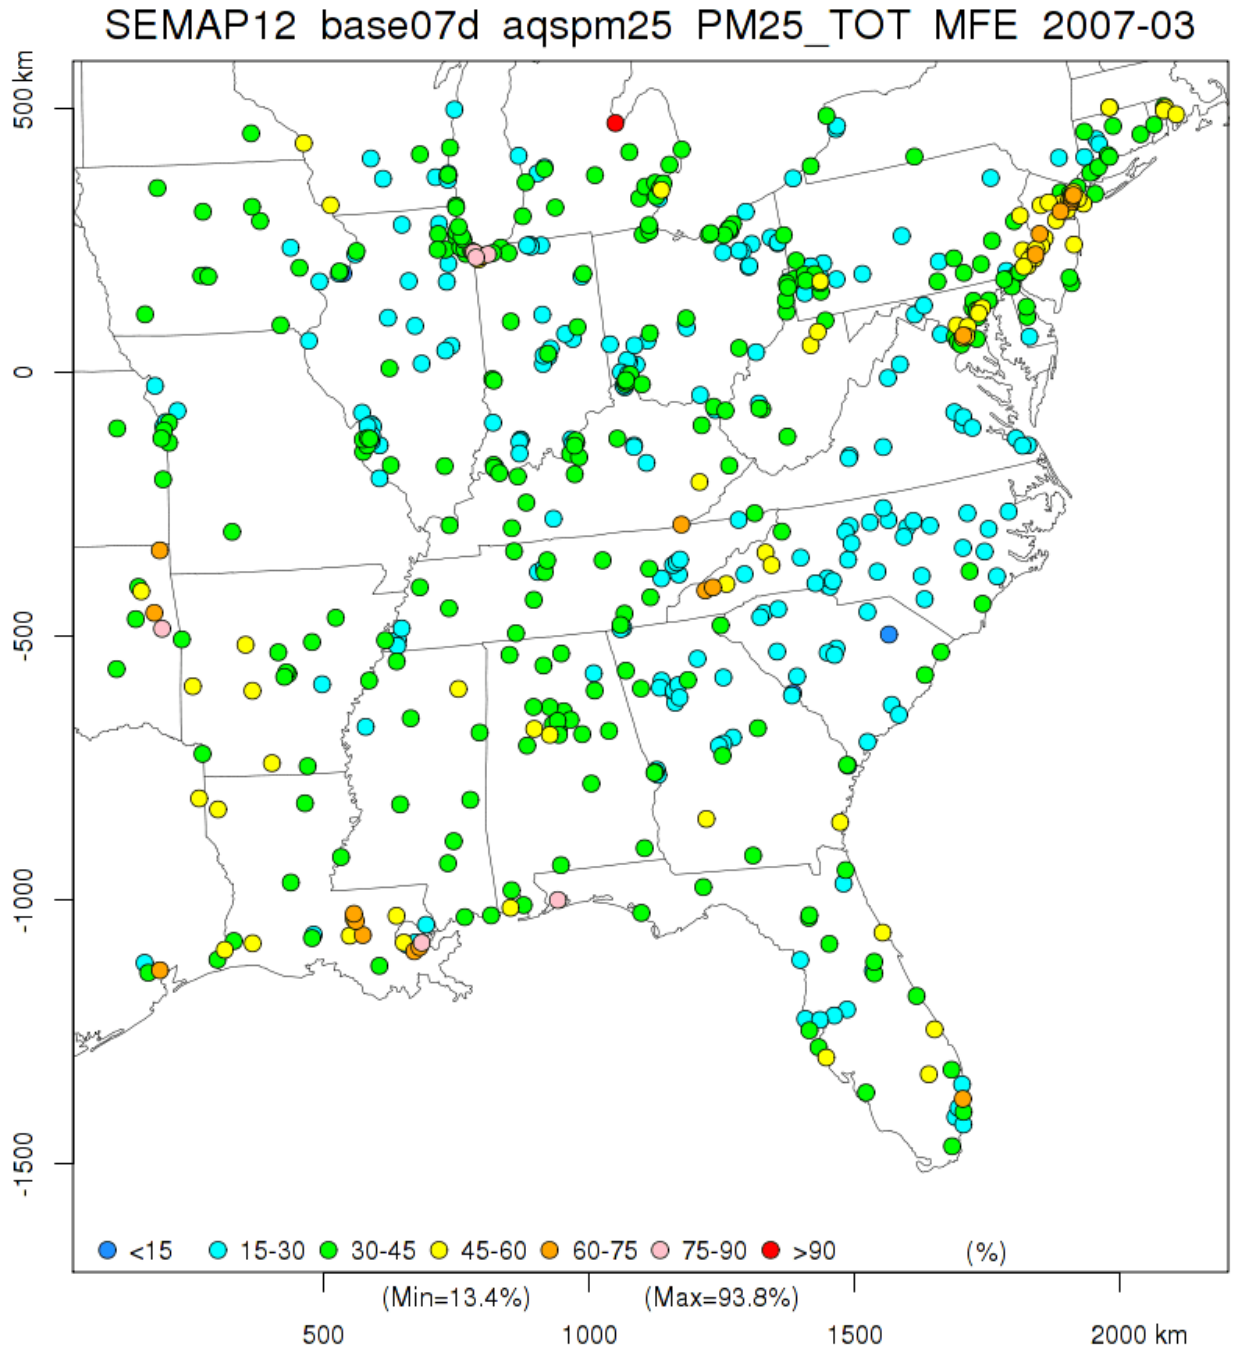 SEMAP12 base07d aqspm25 PM25_TOT MFE 2007-03
500 km
0
-500
-1000
-1500
<15 15-30 30-45 45-60 60-75 75-90 >90 (%)
(Min=13.4%) (Max=93.8%)
500 1000 1500 2000 km